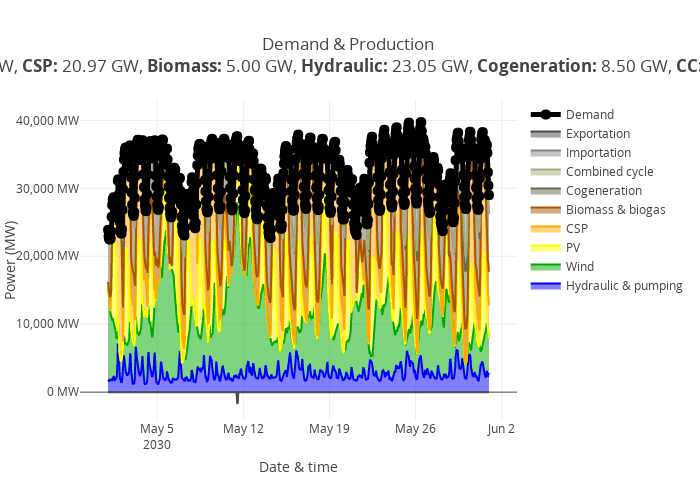 Demand & Production
W, CSP: 20.97 GW, Biomass: 5.00 GW, Hydraulic: 23.05 GW, Cogeneration: 8.50 GW, CC:
40,000 MW
30,000 MW
20,000 MW
10,000 MW
0 MW
Power (MW)
May 5
2030
May 12
May 19
May 26
Jun 2
Date & time
Demand
Exportation
Importation
Combined cycle
Cogeneration
Biomass & biogas
CSP
PV
Wind
Hydraulic & pumping